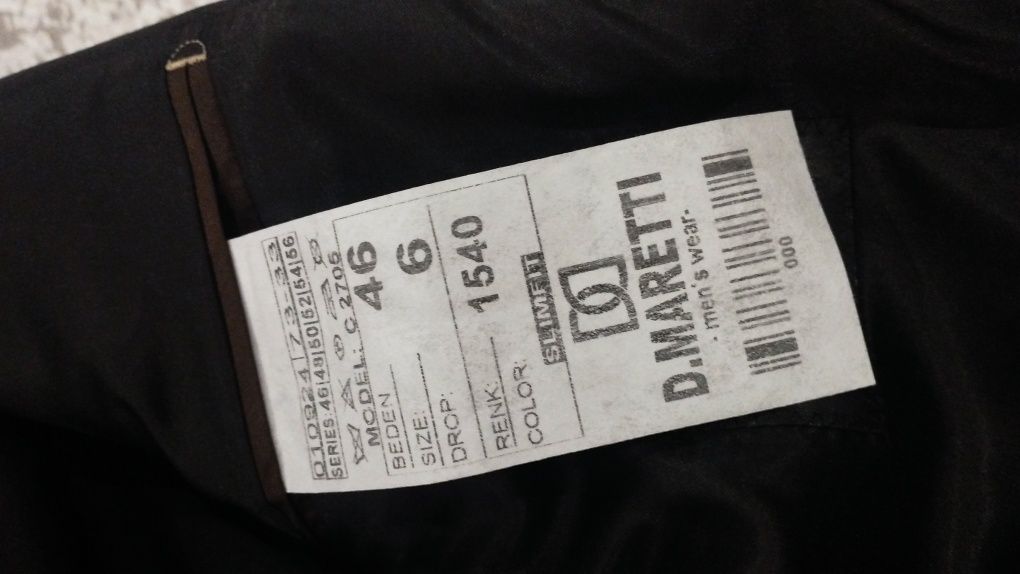 010924 / 73-33
SERIES: 46|48|50|52|54|56
MODEL: C 2706
BEDEN
SIZE: 46
DROP: 6
RENK:
COLOR: 1540
SLIMFIT
D.MARETTI
. men's wear.
000